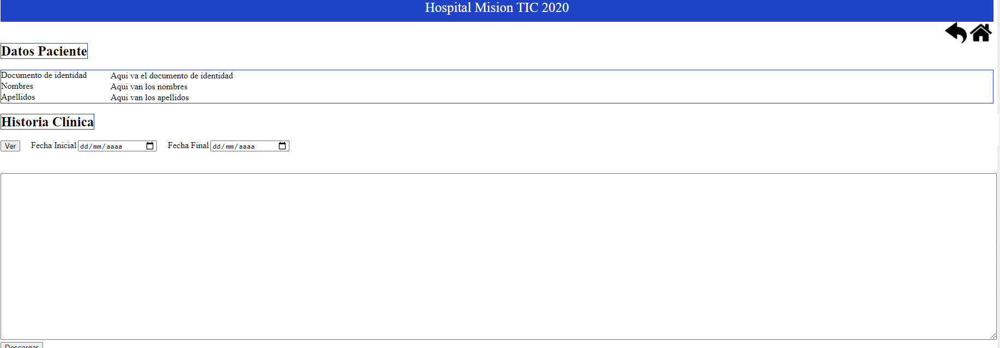 Hospital Mision TIC 2020
Datos Paciente
Documento de identidad Aqui va el documento de identidad
Nombres Aqui van los nombres
Apellidos Aqui van los apellidos
Historia Clínica
Ver Fecha Inicial dd/mm/aaaa Fecha Final dd/mm/aaaa
Descargar